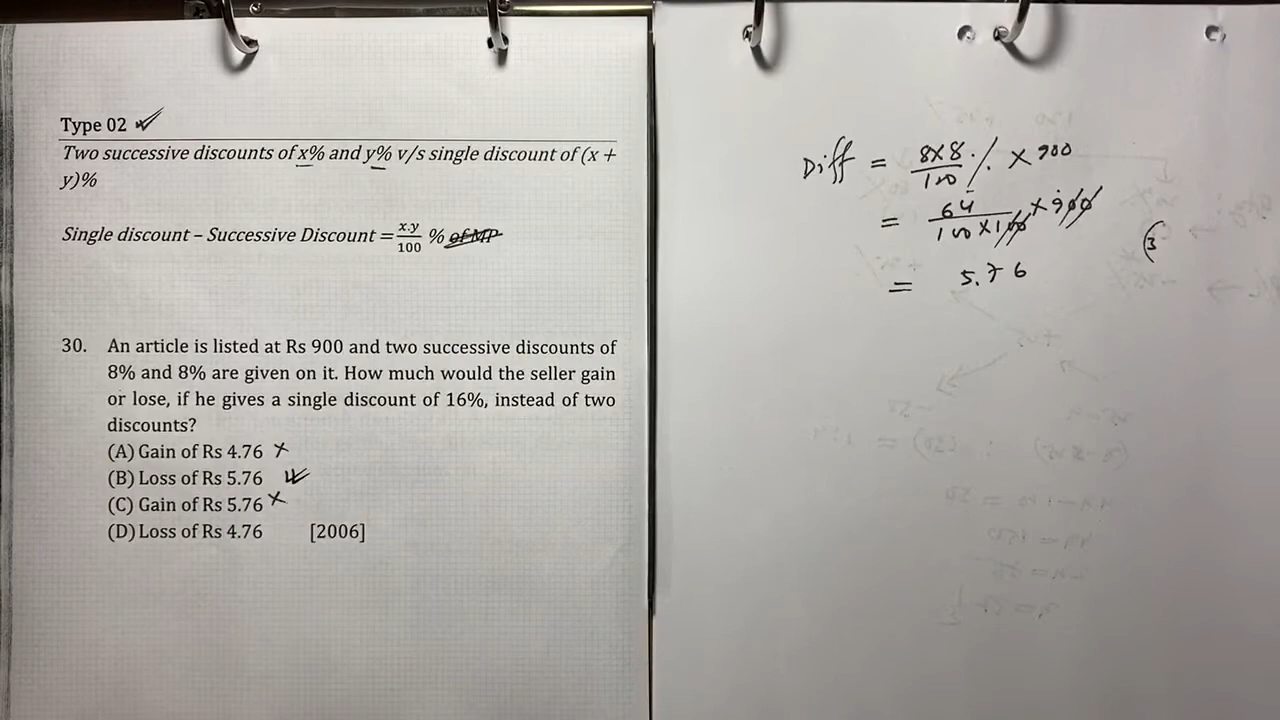 Type 02
Two successive discounts of x% and y% v/s single discount of (x +
y)%
Single discount – Successive Discount = x.y/100 % of MP
30. An article is listed at Rs 900 and two successive discounts of
8% and 8% are given on it. How much would the seller gain
or lose, if he gives a single discount of 16%, instead of two
discounts?
(A) Gain of Rs 4.76
(B) Loss of Rs 5.76
(C) Gain of Rs 5.76
(D) Loss of Rs 4.76 [2006]
Diff = 8×8/100 % × 900
= 64/100×100 × 900
= 5.76